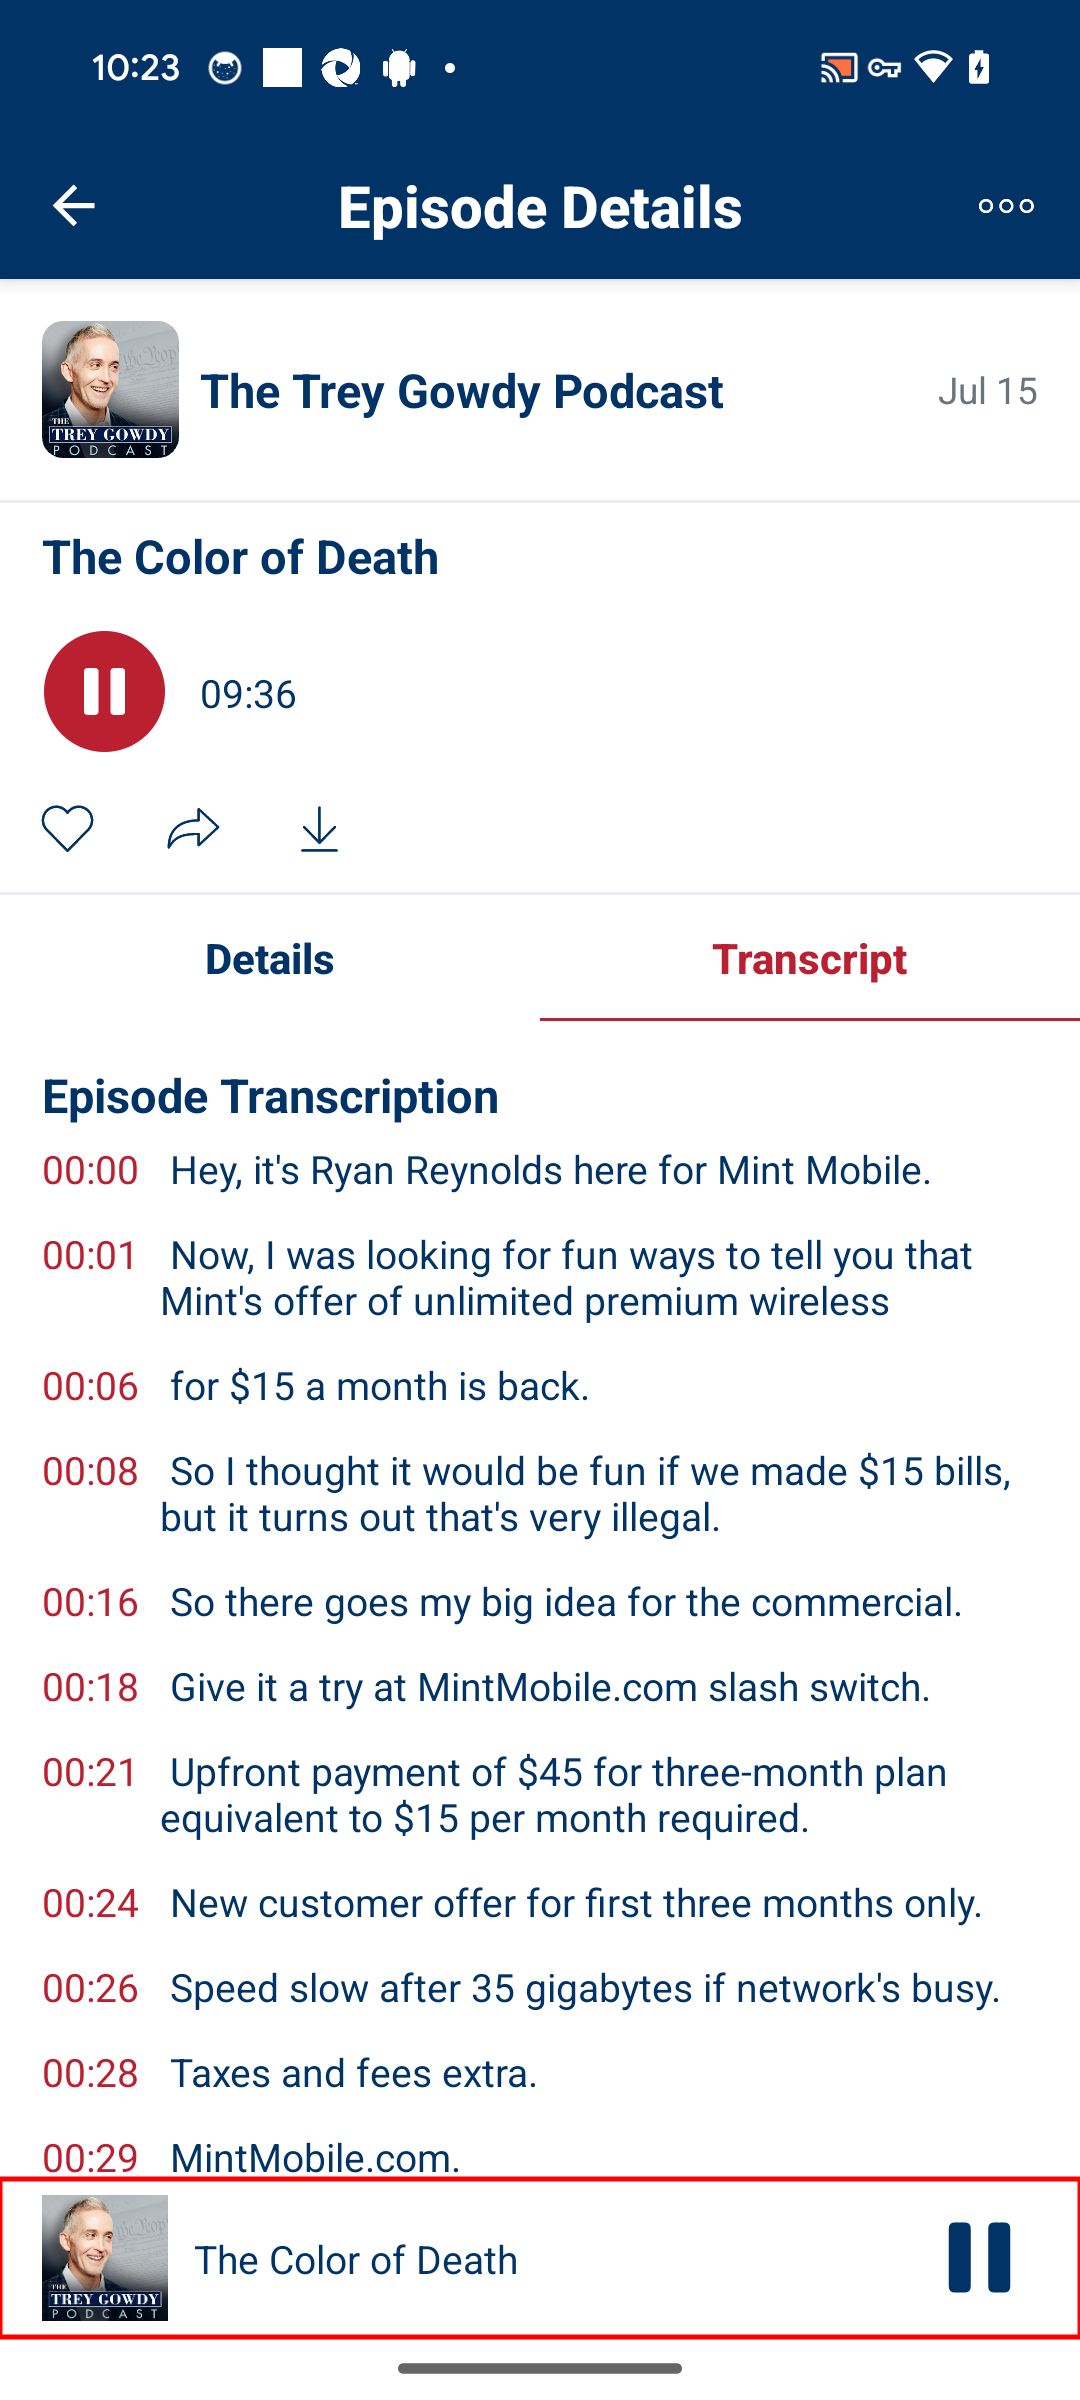 10:23
Episode Details
THE
TREY GOWDY
PODCAST
The Trey Gowdy Podcast
Jul 15
The Color of Death
09:36
Details
Transcript
Episode Transcription
00:00 Hey, it's Ryan Reynolds here for Mint Mobile.
00:01 Now, I was looking for fun ways to tell you that
Mint's offer of unlimited premium wireless
00:06 for $15 a month is back.
00:08 So I thought it would be fun if we made $15 bills,
but it turns out that's very illegal.
00:16 So there goes my big idea for the commercial.
00:18 Give it a try at MintMobile.com slash switch.
00:21 Upfront payment of $45 for three-month plan
equivalent to $15 per month required.
00:24 New customer offer for first three months only.
00:26 Speed slow after 35 gigabytes if network's busy.
00:28 Taxes and fees extra.
00:29 MintMobile.com.
THE
TREY GOWDY
PODCAST
The Color of Death